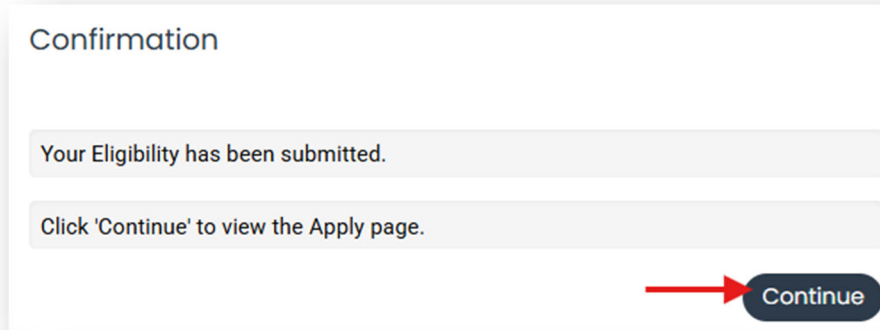 Confirmation
Your Eligibility has been submitted.
Click 'Continue' to view the Apply page.
Continue